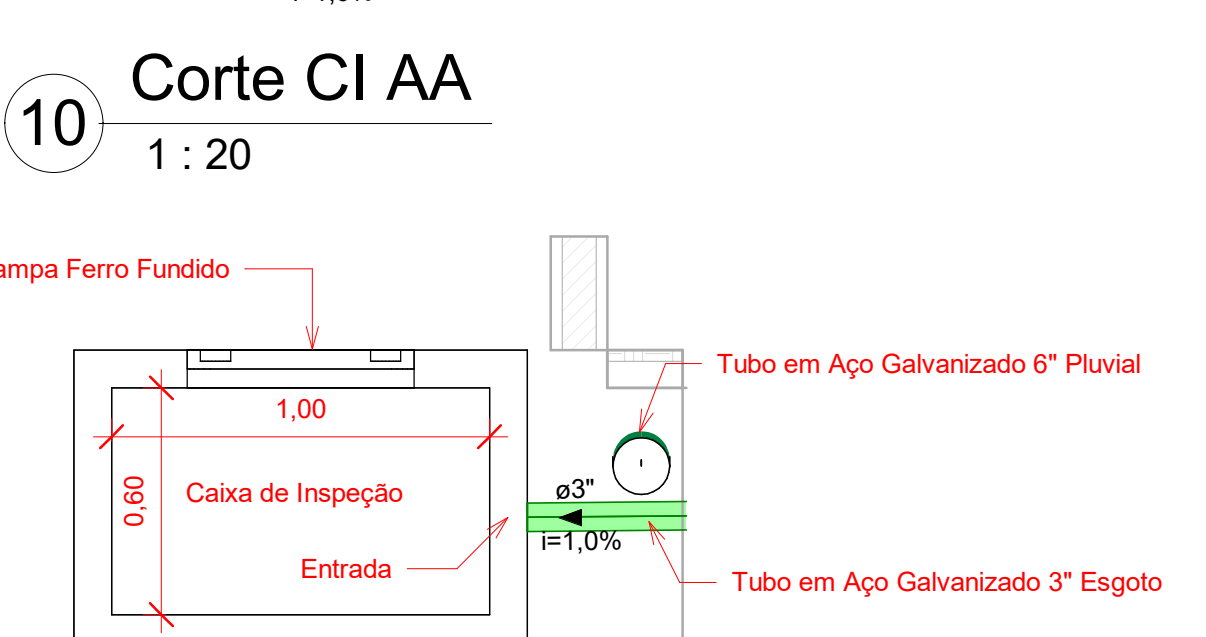 10
Corte CI AA
1 : 20
ampa Ferro Fundido
Tubo em Aço Galvanizado 6" Pluvial
1,00
0,60
Caixa de Inspeção
ø3"
i=1,0%
Entrada
Tubo em Aço Galvanizado 3" Esgoto